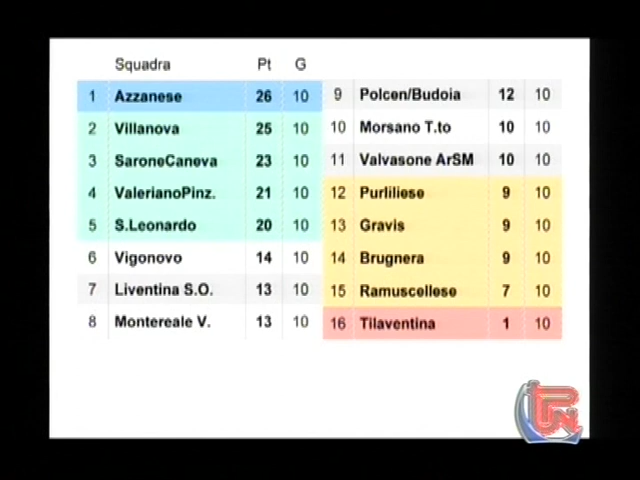 Squadra Pt G
1 Azzanese 26 10
2 Villanova 25 10
3 SaroneCaneva 23 10
4 ValerianoPinz. 21 10
5 S.Leonardo 20 10
6 Vigonovo 14 10
7 Liventina S.O. 13 10
8 Montereale V. 13 10
9 Polcen/Budoia 12 10
10 Morsano T.to 10 10
11 Valvasone ArSM 10 10
12 Purliliese 9 10
13 Gravis 9 10
14 Brugnera 9 10
15 Ramuscellese 7 10
16 Tilaventina 1 10
TPN